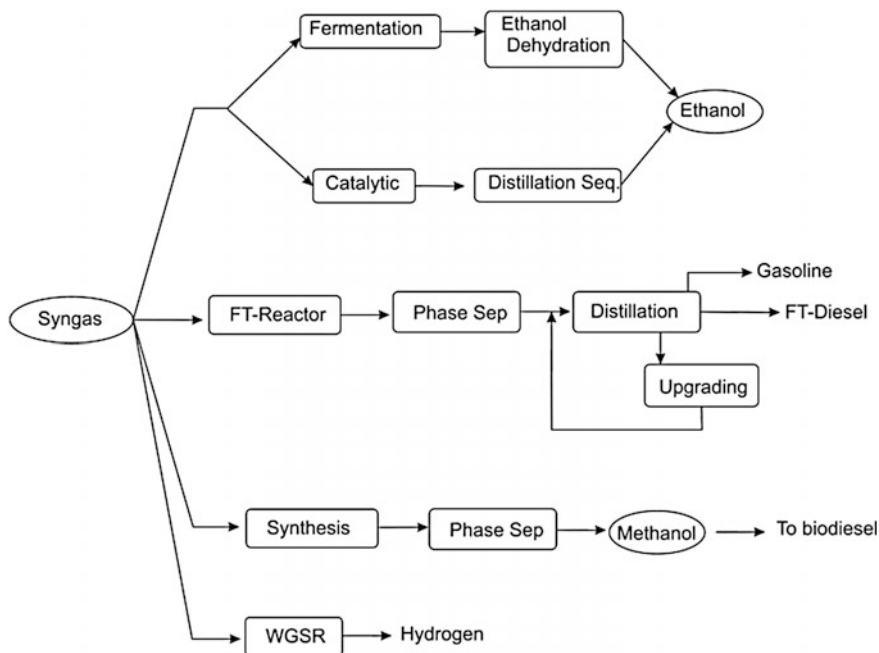 Fermentation
Ethanol
Dehydration
Ethanol
Catalytic
Distillation Seq.
Syngas
FT-Reactor
Phase Sep
Distillation
Gasoline
FT-Diesel
Upgrading
Synthesis
Phase Sep
Methanol
To biodiesel
WGSR
Hydrogen